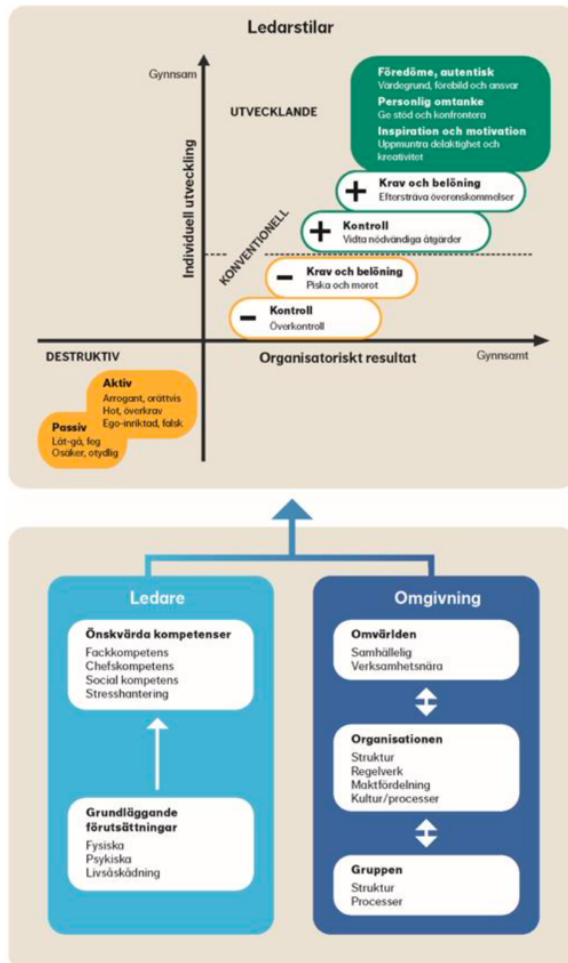 Ledarstilar
Gynnsam
Individuell utveckling
UTVECKLANDE
Föredöme, autentisk
Värdegrund, förebild och ansvar
Personlig omtanke
Ge stöd och konfrontera
Inspiration och motivation
Uppmuntra delaktighet och
kreativitet
+ Krav och belöning
Eftersträva överenskommelser
+ Kontroll
Vidta nödvändiga åtgärder
KONVENTIONELL
− Krav och belöning
Piska och morot
− Kontroll
Överkontroll
DESTRUKTIV
Organisatoriskt resultat
Gynnsamt
Aktiv
Arrogant, orättvis
Hot, överkrav
Ego-inriktad, falsk
Passiv
Låt-gå, feg
Osäker, otydlig
Ledare
Önskvärda kompetenser
Fackkompetens
Chefskompetens
Social kompetens
Stresshantering
Grundläggande
förutsättningar
Fysiska
Psykiska
Livsåskådning
Omgivning
Omvärlden
Samhällelig
Verksamhetsnära
Organisationen
Struktur
Regelverk
Maktfördelning
Kultur/processer
Gruppen
Struktur
Processer